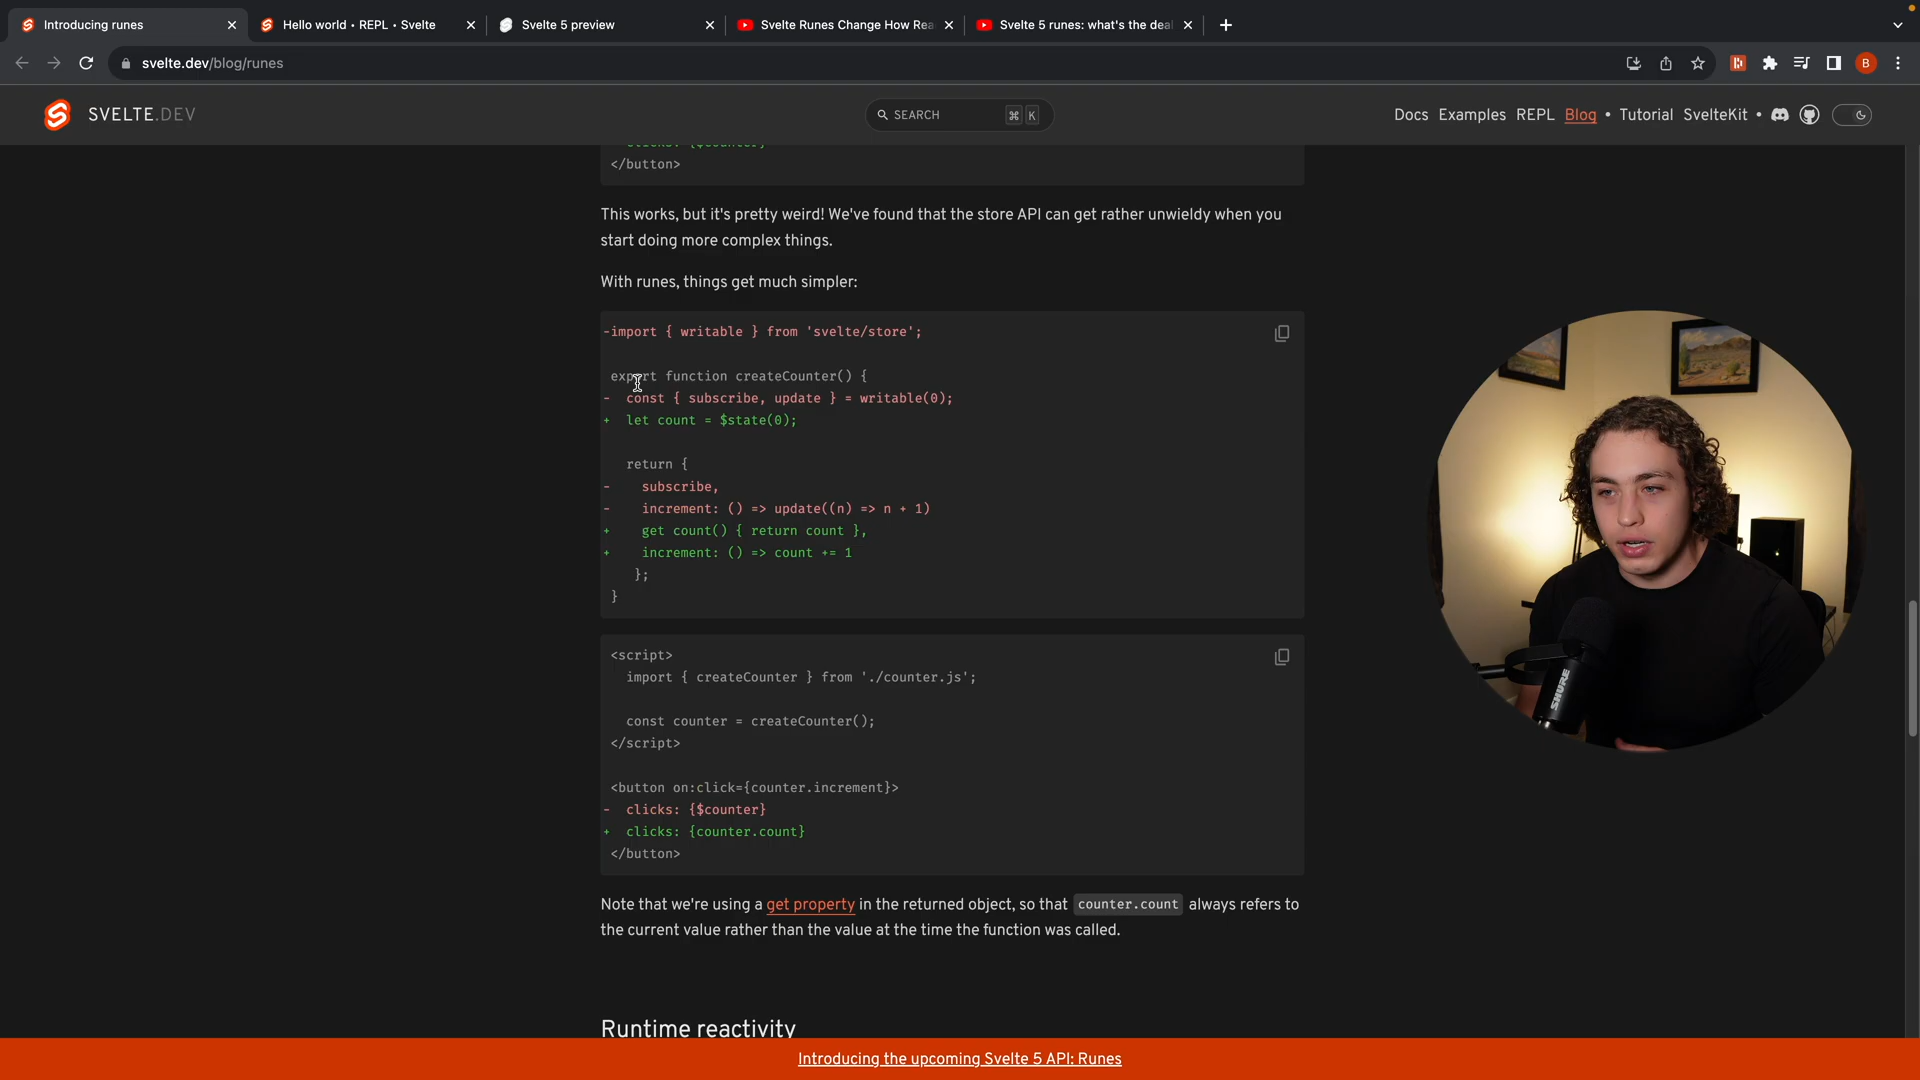 Introducing runes
Hello world • REPL • Svelte
Svelte 5 preview
Svelte Runes Change How Rea
Svelte 5 runes: what's the dea
svelte.dev/blog/runes
B
SVELTE.DEV
SEARCH
⌘ K
Docs Examples REPL Blog • Tutorial SvelteKit •
clicks: {$counter}
</button>
This works, but it's pretty weird! We've found that the store API can get rather unwieldy when you
start doing more complex things.
With runes, things get much simpler:
-import { writable } from 'svelte/store';
export function createCounter() {
-  const { subscribe, update } = writable(0);
+  let count = $state(0);
return {
-    subscribe,
-    increment: () => update((n) => n + 1)
+    get count() { return count },
+    increment: () => count += 1
};
}
<script>
import { createCounter } from './counter.js';
const counter = createCounter();
</script>
<button on:click={counter.increment}>
-  clicks: {$counter}
+  clicks: {counter.count}
</button>
Note that we're using a get property in the returned object, so that counter.count always refers to
the current value rather than the value at the time the function was called.
Runtime reactivity
Introducing the upcoming Svelte 5 API: Runes
SHURE